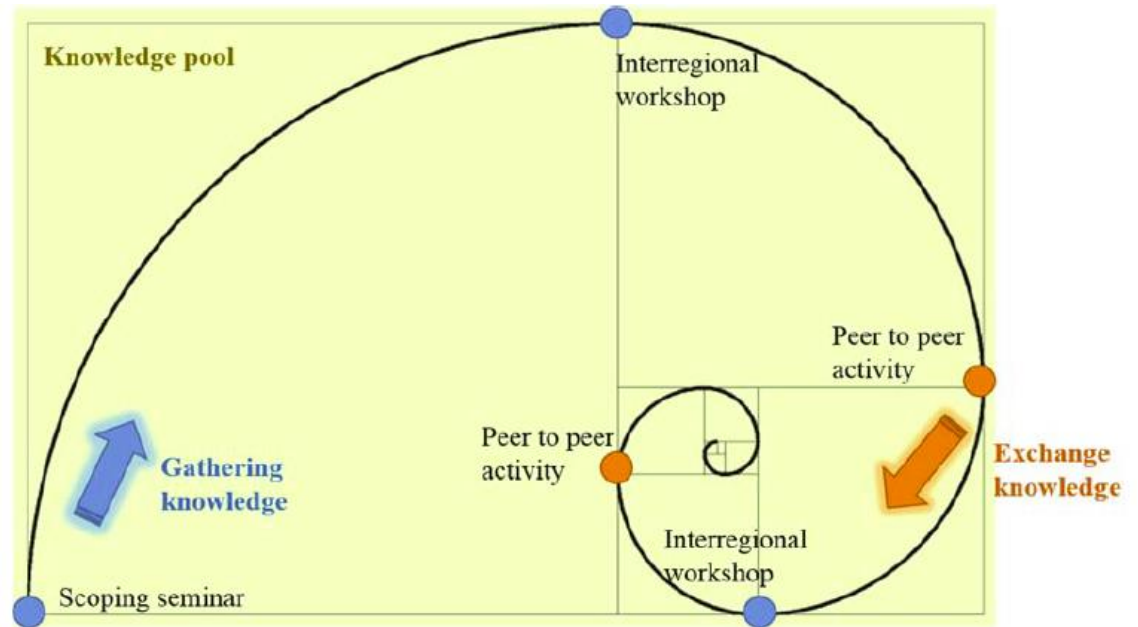 Knowledge pool
Interregional
workshop
Peer to peer
activity
Peer to peer
activity
Gathering
knowledge
Exchange
knowledge
Interregional
workshop
Scoping seminar